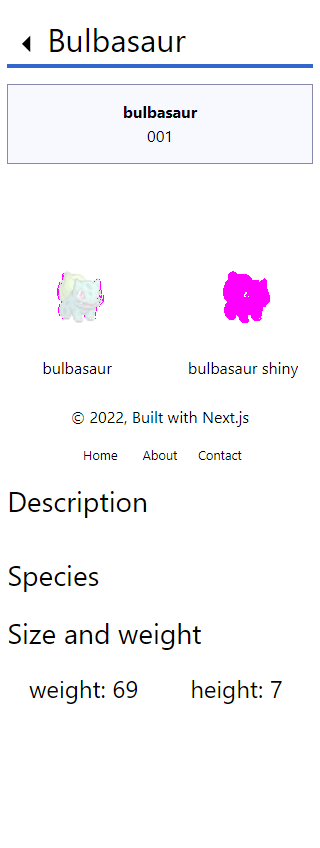 Bulbasaur
bulbasaur
001
bulbasaur bulbasaur shiny
© 2022, Built with Next.js
Home About Contact
Description
Species
Size and weight
weight: 69 height: 7